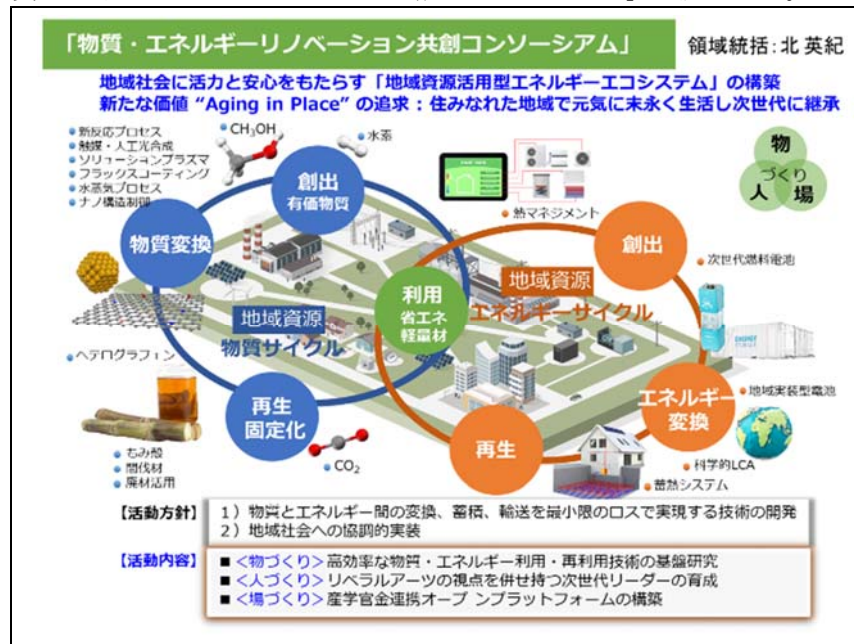 「物質・エネルギーリノベーション共創コンソーシアム」
領域統括:北 英紀
地域社会に活力と安心をもたらす「地域資源活用型エネルギーエコシステム」の構築
新たな価値 “Aging in Place” の追求:住みなれた地域で元気に末永く生活し次世代に継承
新反応プロセス
触媒・人工光合成
ソリューションプラズマ
フラックスコーティング
水蒸気プロセス
ナノ構造制御
CH3OH
水素
創出
有価物質
物質変換
熱マネジメント
創出
物
づくり
人 場
次世代燃料電池
地域資源
物質サイクル
利用
省エネ
軽量材
地域資源
エネルギーサイクル
ヘテログラフェン
再生
固定化
CO2
もみ殻
間伐材
廃材活用
再生
エネルギー
変換
地域実装型電池
科学的LCA
蓄熱システム
【活動方針】
1)物質とエネルギー間の変換、蓄積、輸送を最小限のロスで実現する技術の開発
2)地域社会への協調的実装
【活動内容】
■ <物づくり> 高効率な物質・エネルギー利用・再利用技術の基盤研究
■ <人づくり> リベラルアーツの視点を併せ持つ次世代リーダーの育成
■ <場づくり> 産学官金連携オープ ンプラットフォームの構築